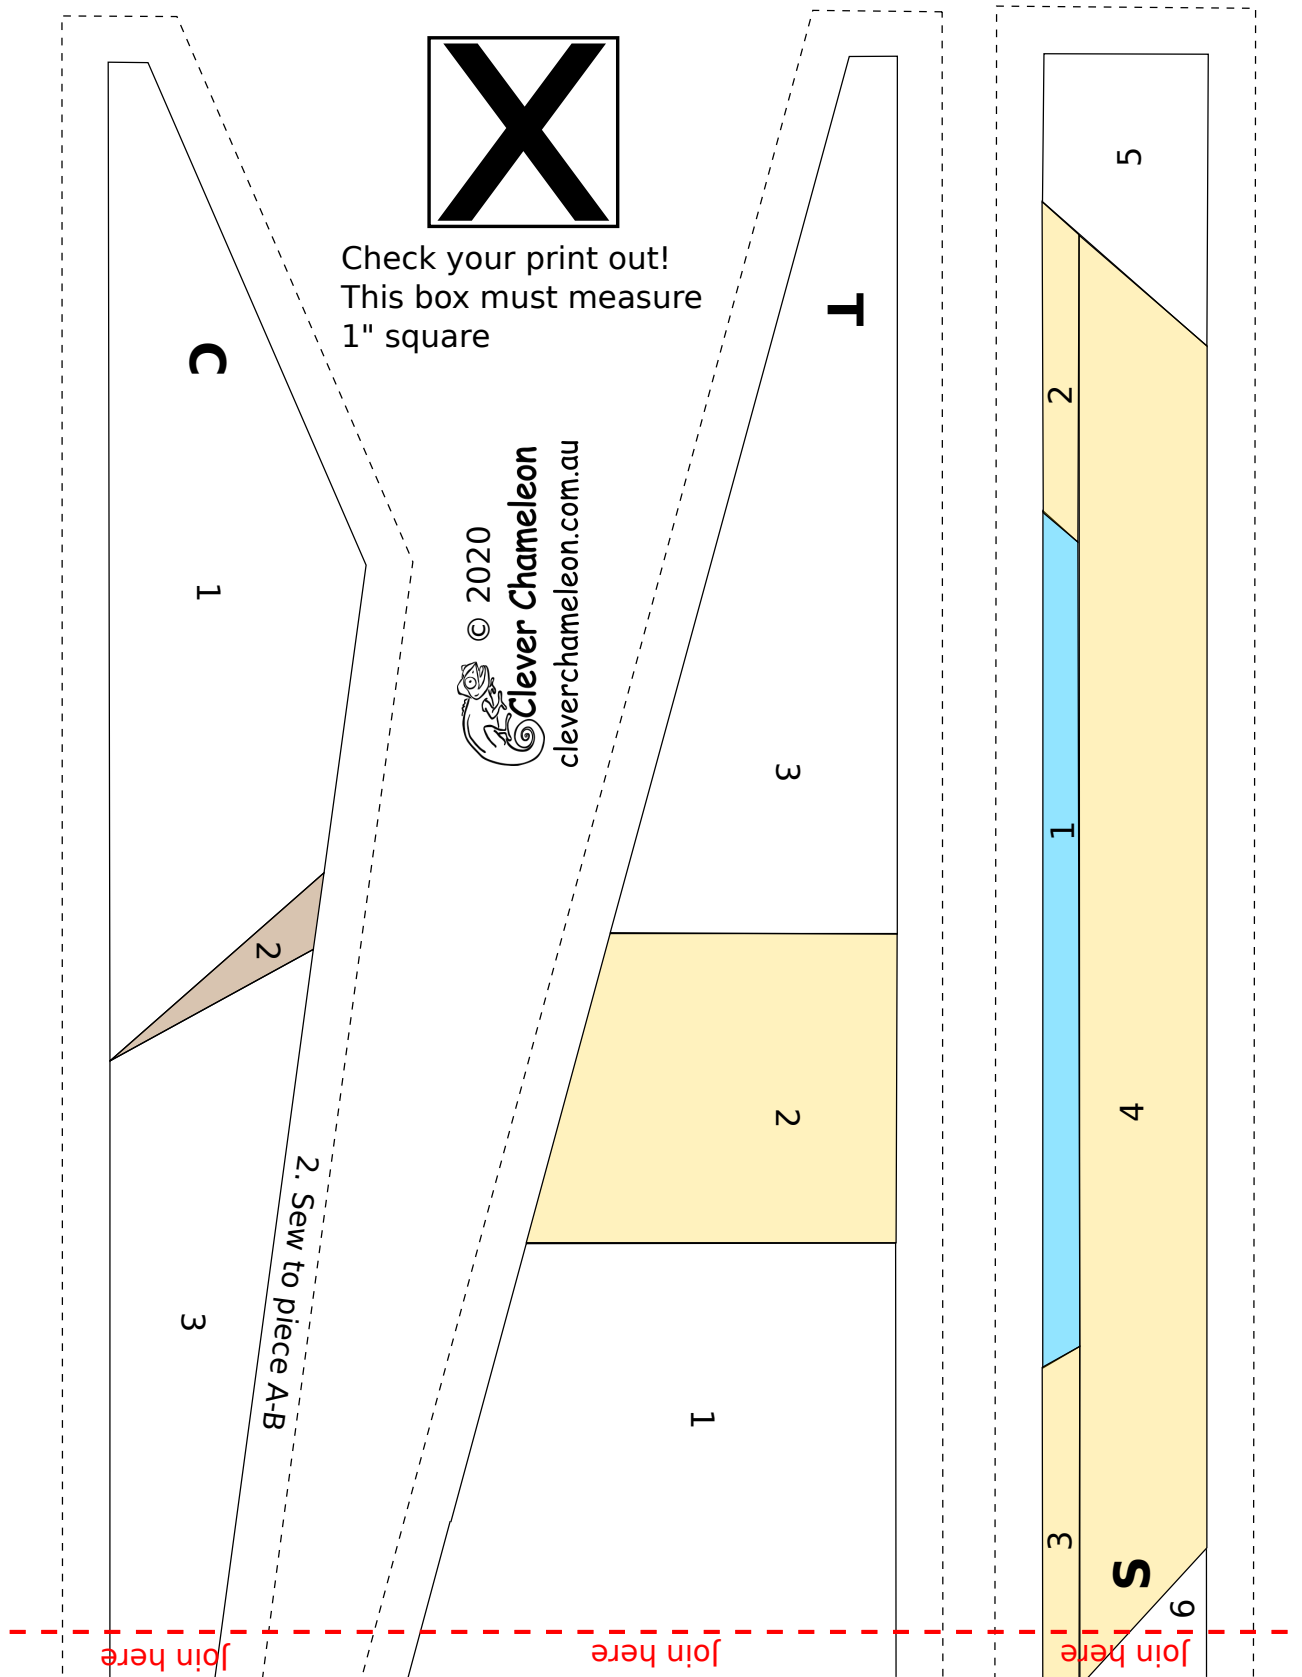 X
Check your print out!
This box must measure
1" square
C
1
2
3
2. Sew to piece A-B
© 2020
Clever Chameleon
cleverchameleon.com.au
T
3
2
1
5
2
1
4
3
S
6
Join here
Join here
Join here